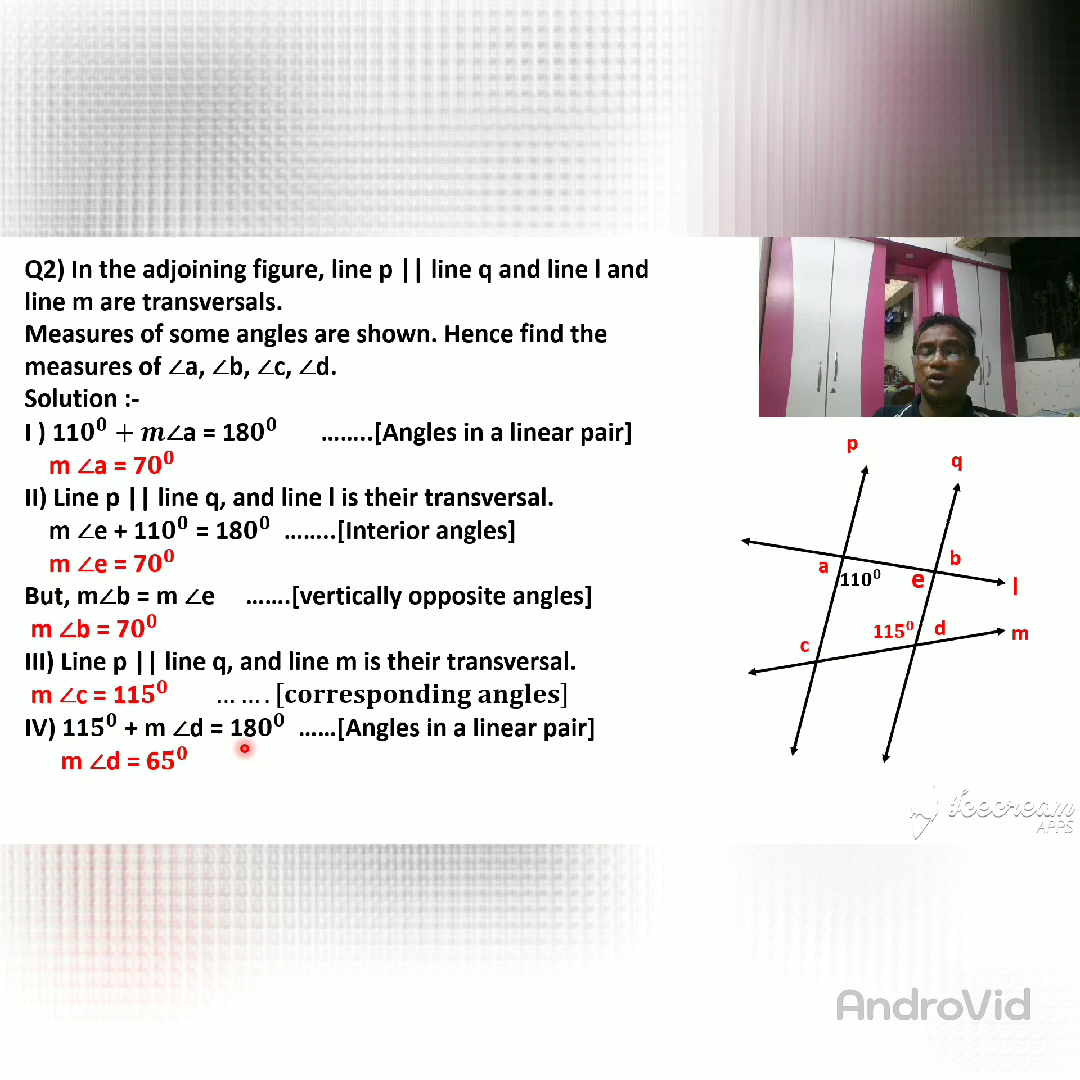 Q2) In the adjoining figure, line p || line q and line l and
line m are transversals.
Measures of some angles are shown. Hence find the
measures of ∠a, ∠b, ∠c, ∠d.
Solution :-
I ) 110⁰ + m∠a = 180⁰ ........[Angles in a linear pair]
m ∠a = 70⁰
II) Line p || line q, and line l is their transversal.
m ∠e + 110⁰ = 180⁰ ........[Interior angles]
m ∠e = 70⁰
But, m∠b = m ∠e .......[vertically opposite angles]
m ∠b = 70⁰
III) Line p || line q, and line m is their transversal.
m ∠c = 115⁰ ... ... . [corresponding angles]
IV) 115⁰ + m ∠d = 180⁰ ......[Angles in a linear pair]
m ∠d = 65⁰
p
q
a
110⁰
e
b
l
115⁰
d
m
c
Icecream
APPS
AndroVid